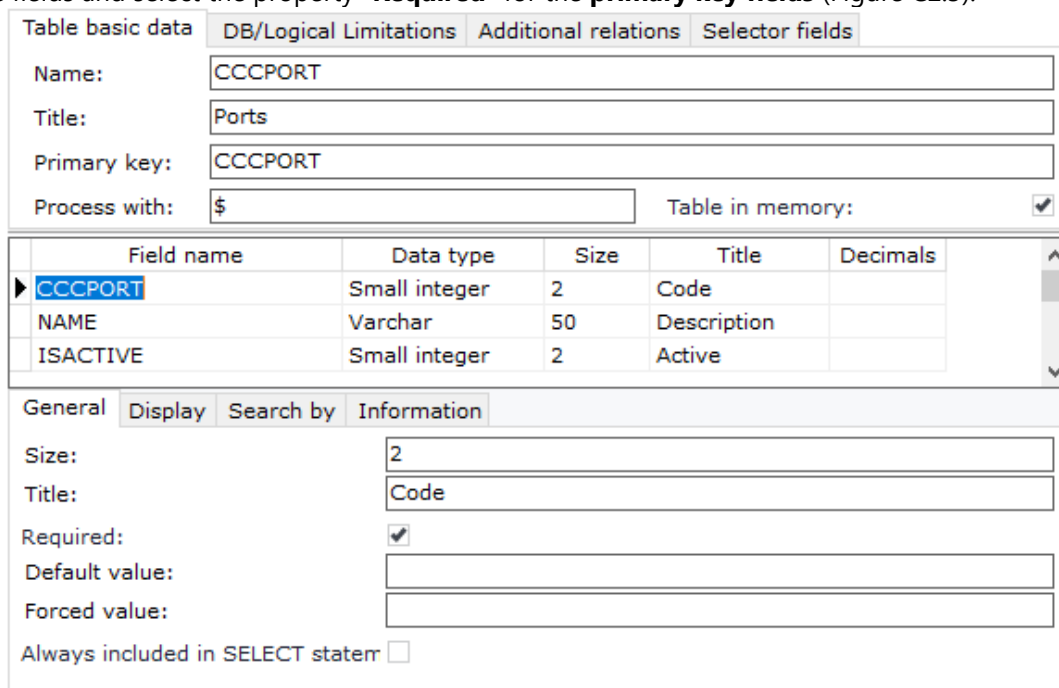 fields and select the property "Required" for the primary key fields (Figure
Table basic data DB/Logical Limitations Additional relations Selector fields
Name: CCCPORT
Title: Ports
Primary key: CCCPORT
Process with: $ Table in memory:
Field name Data type Size Title Decimals
CCCPORT Small integer 2 Code
NAME Varchar 50 Description
ISACTIVE Small integer 2 Active
General Display Search by Information
Size: 2
Title: Code
Required:
Default value:
Forced value:
Always included in SELECT statem